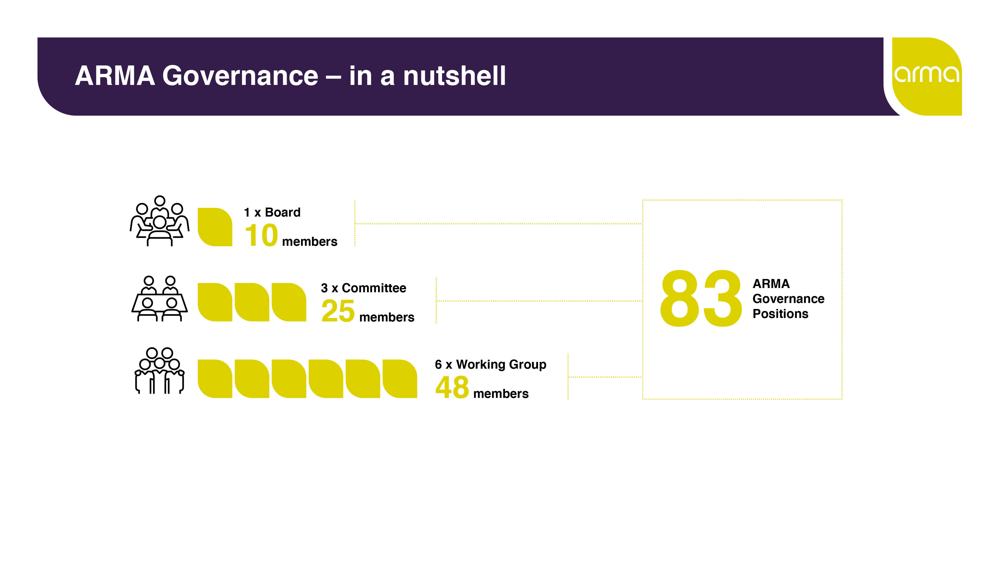 ARMA Governance – in a nutshell
arma
1 x Board
10 members
3 x Committee
25 members
6 x Working Group
48 members
83
ARMA
Governance
Positions